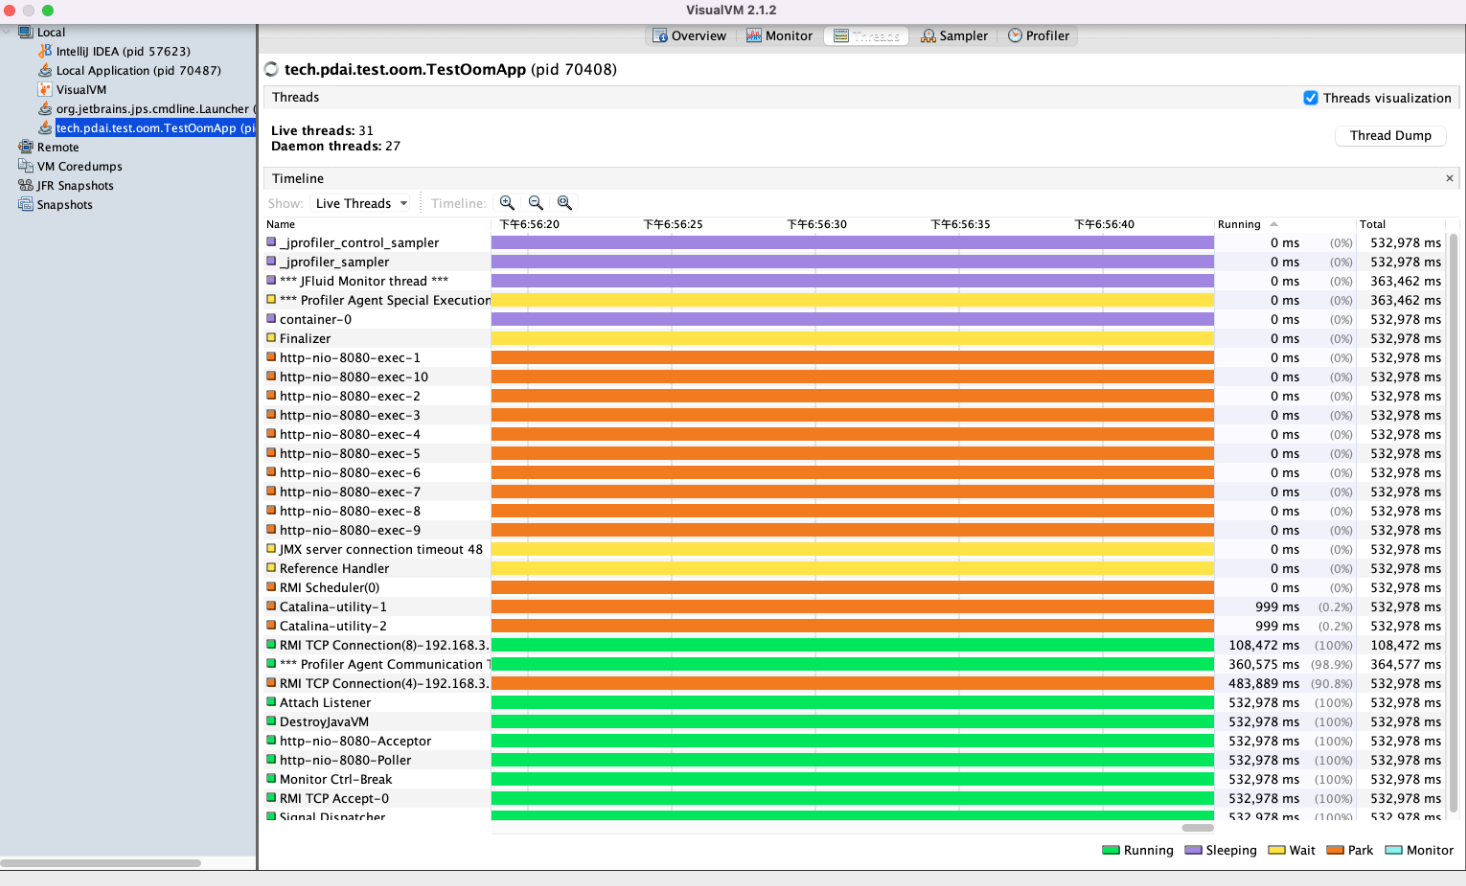 VisualVM 2.1.2
Local
IntelliJ IDEA (pid 57623)
Local Application (pid 70487)
VisualVM
org.jetbrains.jps.cmdline.Launcher (
tech.pdai.test.oom.TestOomApp (pi
Remote
VM Coredumps
JFR Snapshots
Snapshots
Overview Monitor Threads Sampler Profiler
tech.pdai.test.oom.TestOomApp (pid 70408)
Threads Threads visualization
Live threads: 31
Daemon threads: 27
Thread Dump
Timeline ×
Show: Live Threads Timeline:
Name 下午6:56:20 下午6:56:25 下午6:56:30 下午6:56:35 下午6:56:40 Running Total
_jprofiler_control_sampler 0 ms (0%) 532,978 ms
_jprofiler_sampler 0 ms (0%) 532,978 ms
*** JFluid Monitor thread *** 0 ms (0%) 363,462 ms
*** Profiler Agent Special Execution 0 ms (0%) 363,462 ms
container-0 0 ms (0%) 532,978 ms
Finalizer 0 ms (0%) 532,978 ms
http-nio-8080-exec-1 0 ms (0%) 532,978 ms
http-nio-8080-exec-10 0 ms (0%) 532,978 ms
http-nio-8080-exec-2 0 ms (0%) 532,978 ms
http-nio-8080-exec-3 0 ms (0%) 532,978 ms
http-nio-8080-exec-4 0 ms (0%) 532,978 ms
http-nio-8080-exec-5 0 ms (0%) 532,978 ms
http-nio-8080-exec-6 0 ms (0%) 532,978 ms
http-nio-8080-exec-7 0 ms (0%) 532,978 ms
http-nio-8080-exec-8 0 ms (0%) 532,978 ms
http-nio-8080-exec-9 0 ms (0%) 532,978 ms
JMX server connection timeout 48 0 ms (0%) 532,978 ms
Reference Handler 0 ms (0%) 532,978 ms
RMI Scheduler(0) 0 ms (0%) 532,978 ms
Catalina-utility-1 999 ms (0.2%) 532,978 ms
Catalina-utility-2 999 ms (0.2%) 532,978 ms
RMI TCP Connection(8)-192.168.3. 108,472 ms (100%) 108,472 ms
*** Profiler Agent Communication T 360,575 ms (98.9%) 364,577 ms
RMI TCP Connection(4)-192.168.3. 483,889 ms (90.8%) 532,978 ms
Attach Listener 532,978 ms (100%) 532,978 ms
DestroyJavaVM 532,978 ms (100%) 532,978 ms
http-nio-8080-Acceptor 532,978 ms (100%) 532,978 ms
http-nio-8080-Poller 532,978 ms (100%) 532,978 ms
Monitor Ctrl-Break 532,978 ms (100%) 532,978 ms
RMI TCP Accept-0 532,978 ms (100%) 532,978 ms
Signal Dispatcher 532,978 ms (100%) 532,978 ms
Running Sleeping Wait Park Monitor